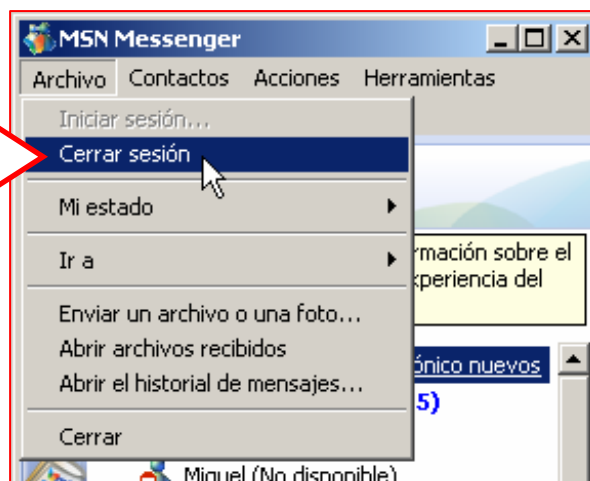 MSN Messenger
Archivo Contactos Acciones Herramientas
Iniciar sesión...
Cerrar sesión
Mi estado
Ir a
rmación sobre el
periencia del
Enviar un archivo o una foto...
Abrir archivos recibidos
ónico nuevos
Abrir el historial de mensajes...
5)
Cerrar
Miguel (No disponible)